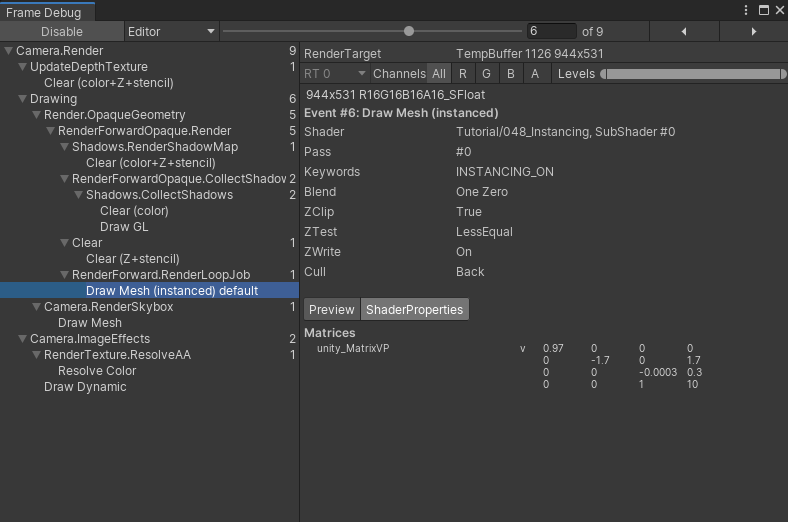 Frame Debug
Disable Editor 6 of 9
Camera.Render 9
UpdateDepthTexture 1
Clear (color+Z+stencil)
Drawing 6
Render.OpaqueGeometry 5
RenderForwardOpaque.Render 5
Shadows.RenderShadowMap 1
Clear (color+Z+stencil)
RenderForwardOpaque.CollectShadow 2
Shadows.CollectShadows 2
Clear (color)
Draw GL
Clear 1
Clear (Z+stencil)
RenderForward.RenderLoopJob 1
Draw Mesh (instanced) default
Camera.RenderSkybox 1
Draw Mesh
Camera.ImageEffects 2
RenderTexture.ResolveAA 1
Resolve Color
Draw Dynamic
RenderTarget TempBuffer 1126 944x531
RT 0 Channels All R G B A Levels
944x531 R16G16B16A16_SFloat
Event #6: Draw Mesh (instanced)
Shader Tutorial/048_Instancing, SubShader #0
Pass #0
Keywords INSTANCING_ON
Blend One Zero
ZClip True
ZTest LessEqual
ZWrite On
Cull Back
Preview ShaderProperties
Matrices
unity_MatrixVP v 0.97 0 0 0
0 -1.7 0 1.7
0 0 -0.0003 0.3
0 0 1 10